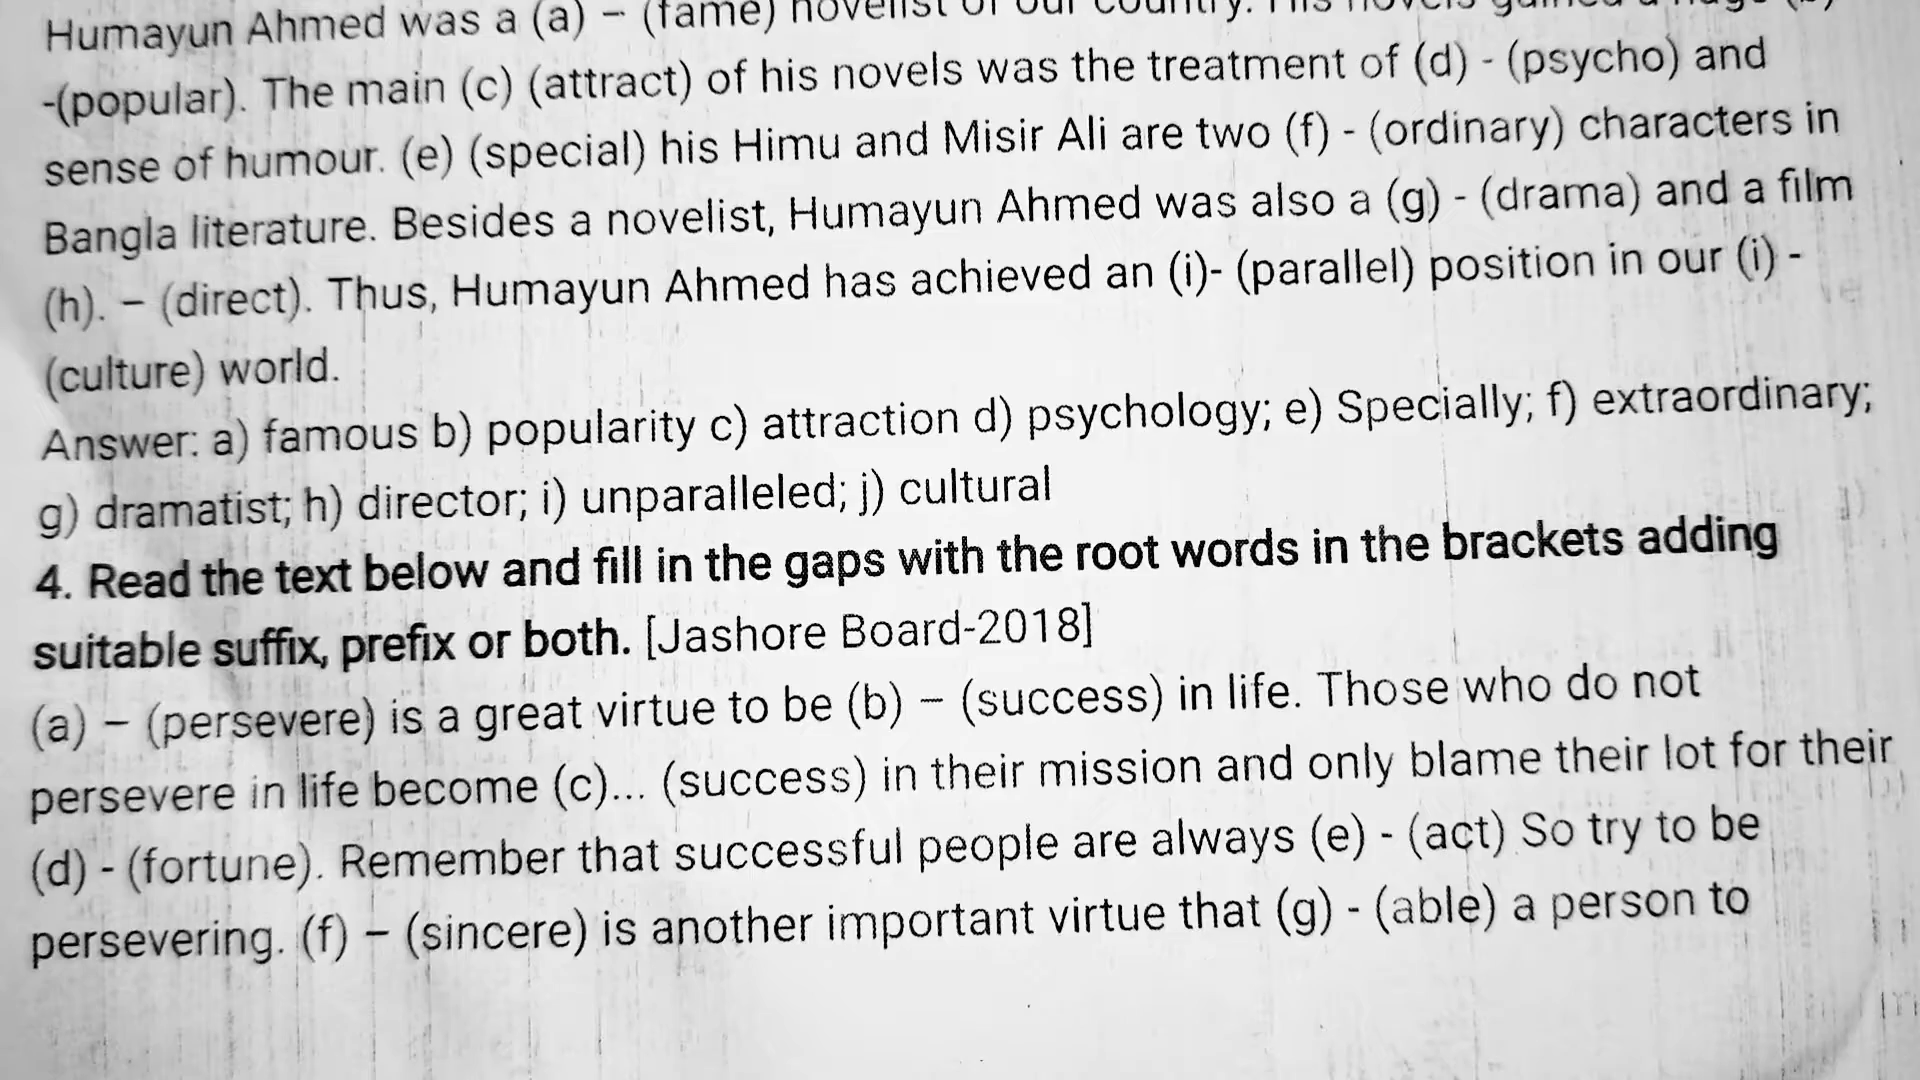 Humayun Ahmed was a (a) – (fame) novelist of our country. His novels gained a huge (b)
-(popular). The main (c) (attract) of his novels was the treatment of (d) - (psycho) and
sense of humour. (e) (special) his Himu and Misir Ali are two (f) - (ordinary) characters in
Bangla literature. Besides a novelist, Humayun Ahmed was also a (g) - (drama) and a film
(h). – (direct). Thus, Humayun Ahmed has achieved an (i)- (parallel) position in our (i) -
(culture) world.
Answer: a) famous b) popularity c) attraction d) psychology; e) Specially; f) extraordinary;
g) dramatist; h) director; i) unparalleled; j) cultural
4. Read the text below and fill in the gaps with the root words in the brackets adding
suitable suffix, prefix or both. [Jashore Board-2018]
(a) – (persevere) is a great virtue to be (b) – (success) in life. Those who do not
persevere in life become (c)... (success) in their mission and only blame their lot for their
(d) - (fortune). Remember that successful people are always (e) - (act) So try to be
persevering. (f) – (sincere) is another important virtue that (g) - (able) a person to